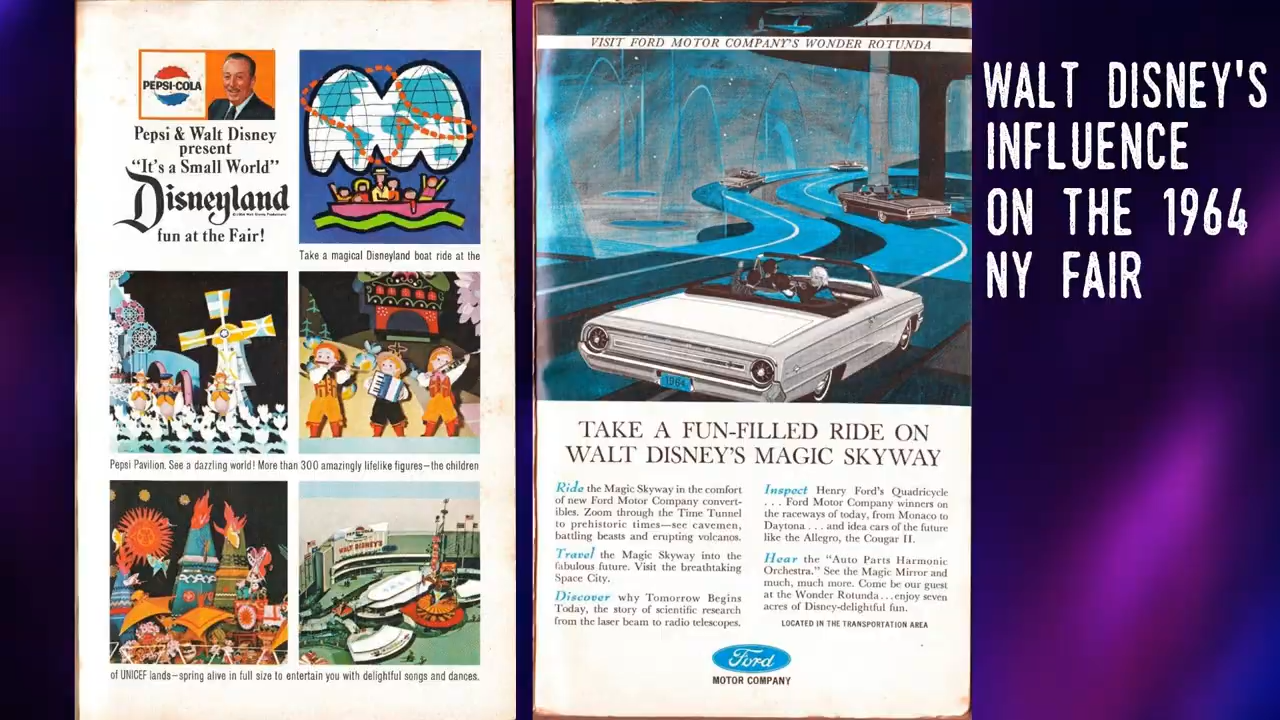 PEPSI-COLA
Pepsi & Walt Disney
present
"It's a Small World"
Disneyland
fun at the Fair!
Take a magical Disneyland boat ride at the
Pepsi Pavilion. See a dazzling world! More than 300 amazingly lifelike figures—the children
PEPSI-COLA
WALT DISNEY'S
of UNICEF lands—spring alive in full size to entertain you with delightful songs and dances.
VISIT FORD MOTOR COMPANY'S WONDER ROTUNDA
1964
TAKE A FUN-FILLED RIDE ON
WALT DISNEY'S MAGIC SKYWAY
Ride the Magic Skyway in the comfort
of new Ford Motor Company convert-
ibles. Zoom through the Time Tunnel
to prehistoric times—see cavemen,
battling beasts and erupting volcanos.
Travel the Magic Skyway into the
fabulous future. Visit the breathtaking
Space City.
Discover why Tomorrow Begins
Today, the story of scientific research
from the laser beam to radio telescopes.
Inspect Henry Ford's Quadricycle
. . . Ford Motor Company winners on
the raceways of today, from Monaco to
Daytona . . . and idea cars of the future
like the Allegro, the Cougar II.
Hear the "Auto Parts Harmonic
Orchestra." See the Magic Mirror and
much, much more. Come be our guest
at the Wonder Rotunda . . . enjoy seven
acres of Disney-delightful fun.
LOCATED IN THE TRANSPORTATION AREA
Ford
MOTOR COMPANY
WALT DISNEY'S
INFLUENCE
ON THE 1964
NY FAIR